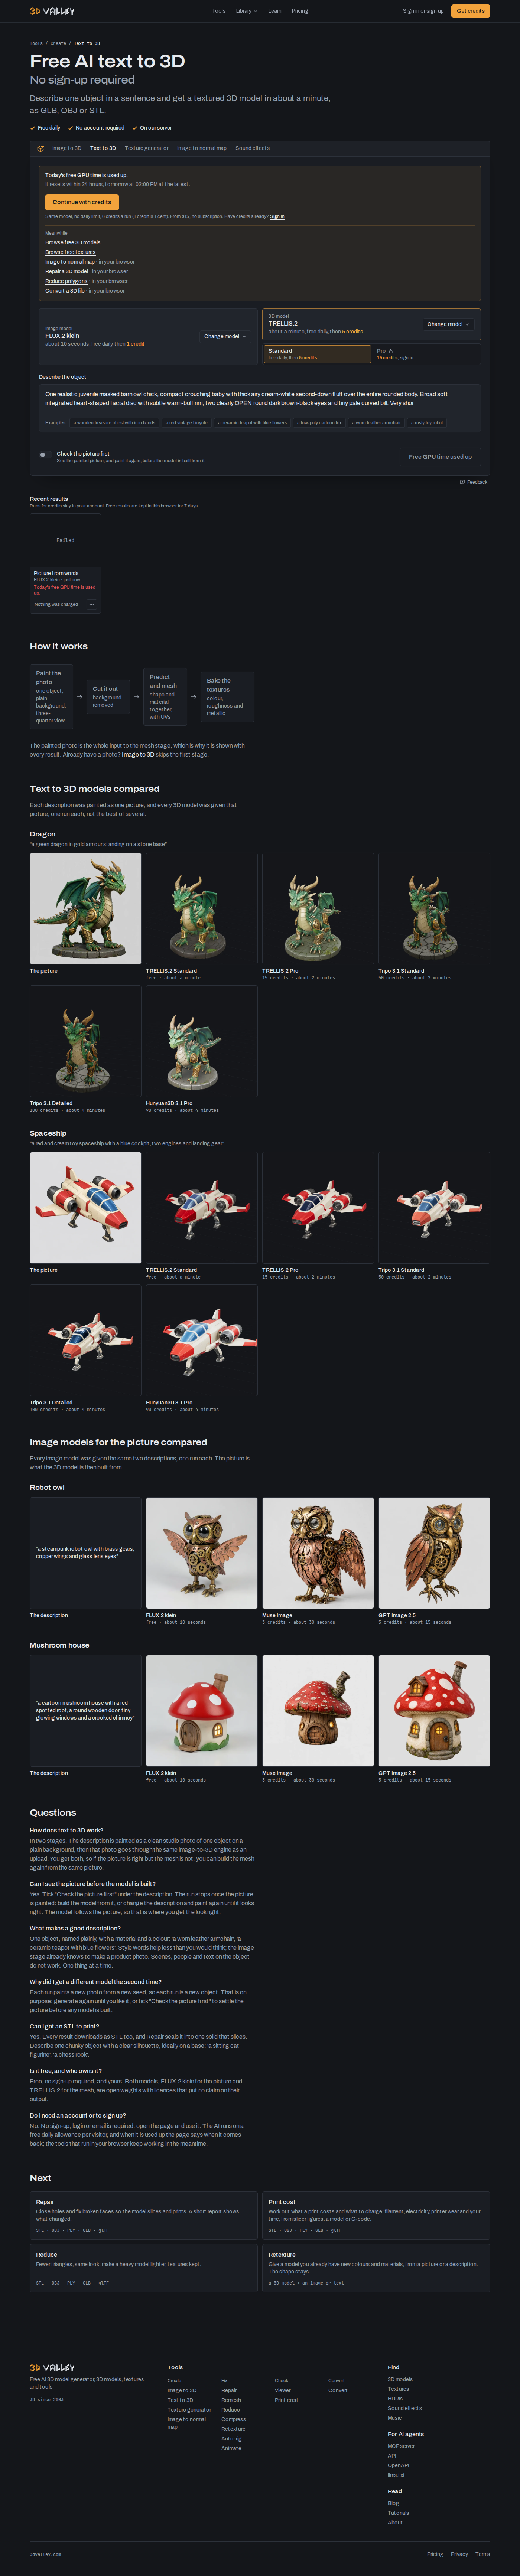 3D VALLEY
Tools Library Learn Pricing
Sign in or sign up Get credits
Tools / Create / Text to 3D
Free AI text to 3D
No sign-up required
Describe one object in a sentence and get a textured 3D model in about a minute,
as GLB, OBJ or STL.
Free daily No account required On our server
Image to 3D Text to 3D Texture generator Image to normal map Sound effects
Today's free GPU time is used up.
It resets within 24 hours, tomorrow at 02:00 PM at the latest.
Continue with credits
Same model, no daily limit, 6 credits a run (1 credit is 1 cent). From $15, no subscription. Have credits already? Sign in
Meanwhile
Browse free 3D models
Browse free textures
Image to normal map · in your browser
Repair a 3D model · in your browser
Reduce polygons · in your browser
Convert a 3D file · in your browser
Image model
FLUX.2 klein
about 10 seconds, free daily, then 1 credit
Change model
3D model
TRELLIS.2
about a minute, free daily, then 5 credits
Change model
Standard
free daily, then 5 credits
Pro
15 credits, sign in
Describe the object
One realistic juvenile masked barn owl chick, compact crouching baby with thick airy cream-white second-down fluff over the entire rounded body. Broad soft
integrated heart-shaped facial disc with subtle warm-buff rim, two clearly OPEN round dark brown-black eyes and tiny pale curved bill. Very shor
Examples: a wooden treasure chest with iron bands a red vintage bicycle a ceramic teapot with blue flowers a low-poly cartoon fox a worn leather armchair a rusty toy robot
Check the picture first
See the painted picture, and paint it again, before the model is built from it.
Free GPU time used up
Feedback
Recent results
Runs for credits stay in your account. Free results are kept in this browser for 7 days.
Failed
Picture from words
FLUX.2 klein · just now
Today's free GPU time is used
up.
Nothing was charged
How it works
Paint the
photo
one object,
plain
background,
three-
quarter view
Cut it out
background
removed
Predict
and mesh
shape and
material
together,
with UVs
Bake the
textures
colour,
roughness and
metallic
The painted photo is the whole input to the mesh stage, which is why it is shown with
every result. Already have a photo? Image to 3D skips the first stage.
Text to 3D models compared
Each description was painted as one picture, and every 3D model was given that
picture, one run each, not the best of several.
Dragon
"a green dragon in gold armour standing on a stone base"
The picture
TRELLIS.2 Standard
free · about a minute
TRELLIS.2 Pro
15 credits · about 2 minutes
Tripo 3.1 Standard
50 credits · about 2 minutes
Tripo 3.1 Detailed
100 credits · about 4 minutes
Hunyuan3D 3.1 Pro
90 credits · about 4 minutes
Spaceship
"a red and cream toy spaceship with a blue cockpit, two engines and landing gear"
The picture
TRELLIS.2 Standard
free · about a minute
TRELLIS.2 Pro
15 credits · about 2 minutes
Tripo 3.1 Standard
50 credits · about 2 minutes
Tripo 3.1 Detailed
100 credits · about 4 minutes
Hunyuan3D 3.1 Pro
90 credits · about 4 minutes
Image models for the picture compared
Every image model was given the same two descriptions, one run each. The picture is
what the 3D model is then built from.
Robot owl
"a steampunk robot owl with brass gears,
copper wings and glass lens eyes"
The description
FLUX.2 klein
free · about 10 seconds
Muse Image
3 credits · about 30 seconds
GPT Image 2.5
5 credits · about 15 seconds
Mushroom house
"a cartoon mushroom house with a red
spotted roof, a round wooden door, tiny
glowing windows and a crooked chimney"
The description
FLUX.2 klein
free · about 10 seconds
Muse Image
3 credits · about 30 seconds
GPT Image 2.5
5 credits · about 15 seconds
Questions
How does text to 3D work?
In two stages. The description is painted as a clean studio photo of one object on a
plain background, then that photo goes through the same image-to-3D engine as an
upload. You get both, so if the picture is right but the mesh is not, you can build the mesh
again from the same picture.
Can I see the picture before the model is built?
Yes. Tick "Check the picture first" under the description. The run stops once the picture
is painted: build the model from it, or change the description and paint again until it looks
right. The model follows the picture, so that is where you get the look right.
What makes a good description?
One object, named plainly, with a material and a colour: 'a worn leather armchair', 'a
ceramic teapot with blue flowers'. Style words help less than you would think, the image
stage already knows to make a product photo. Scenes, people and text on the object
do not work. One thing at a time.
Why did I get a different model the second time?
Each run paints a new photo from a new seed, so each run is a new object. That is on
purpose: generate again until you like it, or tick "Check the picture first" to settle the
picture before any model is built.
Can I get an STL to print?
Yes. Every result downloads as STL too, and Repair seals it into one solid that slices.
Describe one chunky object with a clear silhouette, ideally on a base: 'a sitting cat
figurine', 'a chess rook'.
Is it free, and who owns it?
Free, no sign-up required, and yours. Both models, FLUX.2 klein for the picture and
TRELLIS.2 for the mesh, are open weights with licences that put no claim on their
output.
Do I need an account or to sign up?
No. No sign-up, login or email is required: open the page and use it. The AI runs on a
free daily allowance per visitor, and when it is used up the page says when it comes
back; the tools that run in your browser keep working in the meantime.
Next
Repair
Close holes and fix broken faces so the model slices and prints. A short report shows
what changed.
STL · OBJ · PLY · GLB · glTF
Print cost
Work out what a print costs and what to charge: filament, electricity, printer wear and your
time, from slicer figures, a model or G-code.
STL · OBJ · PLY · GLB · glTF
Reduce
Fewer triangles, same look: make a heavy model lighter, textures kept.
STL · OBJ · PLY · GLB · glTF
Retexture
Give a model you already have new colours and materials, from a picture or a description.
The shape stays.
a 3D model + an image or text
3D VALLEY
Free AI 3D model generator, 3D models, textures
and tools
3D since 2003
Tools
Create
Image to 3D
Text to 3D
Texture generator
Image to normal
map
Fix
Repair
Remesh
Reduce
Compress
Retexture
Auto-rig
Animate
Check
Viewer
Print cost
Convert
Convert
Find
3D models
Textures
HDRIs
Sound effects
Music
For AI agents
MCP server
API
OpenAPI
llms.txt
Read
Blog
Tutorials
About
3dvalley.com
Pricing Privacy Terms